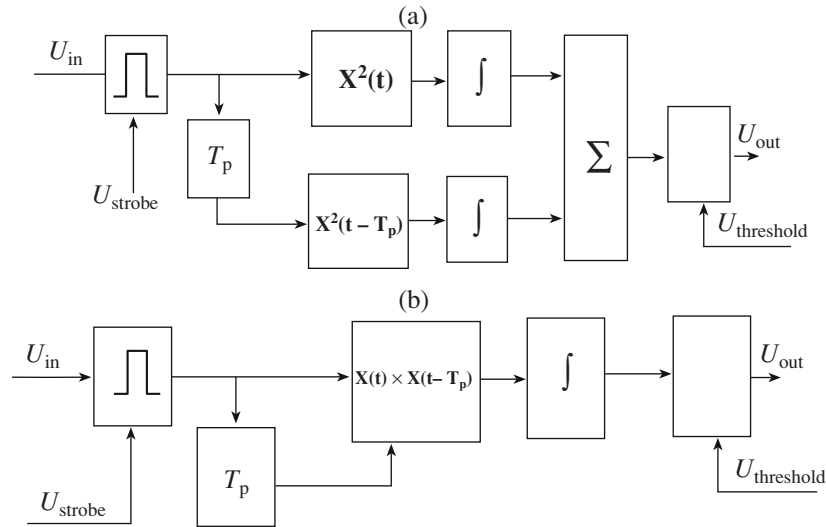 (a)
U_in
X²(t)
∫
U_strobe
T_p
X²(t – T_p)
∫
Σ
U_out
U_threshold
(b)
U_in
X(t) × X(t– T_p)
∫
U_out
U_strobe
T_p
U_threshold